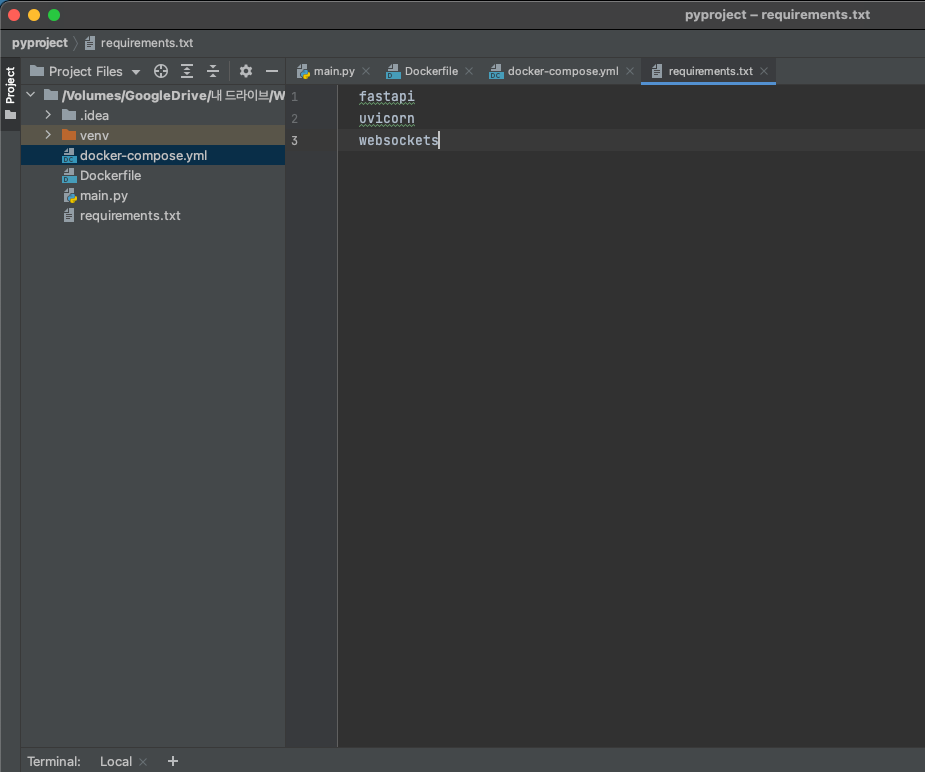 pyproject – requirements.txt
pyproject requirements.txt
Project
Project Files
main.py
Dockerfile
docker-compose.yml
requirements.txt
/Volumes/GoogleDrive/내 드라이브/W
.idea
venv
docker-compose.yml
Dockerfile
main.py
requirements.txt
1 fastapi
2 uvicorn
3 websockets
Terminal: Local